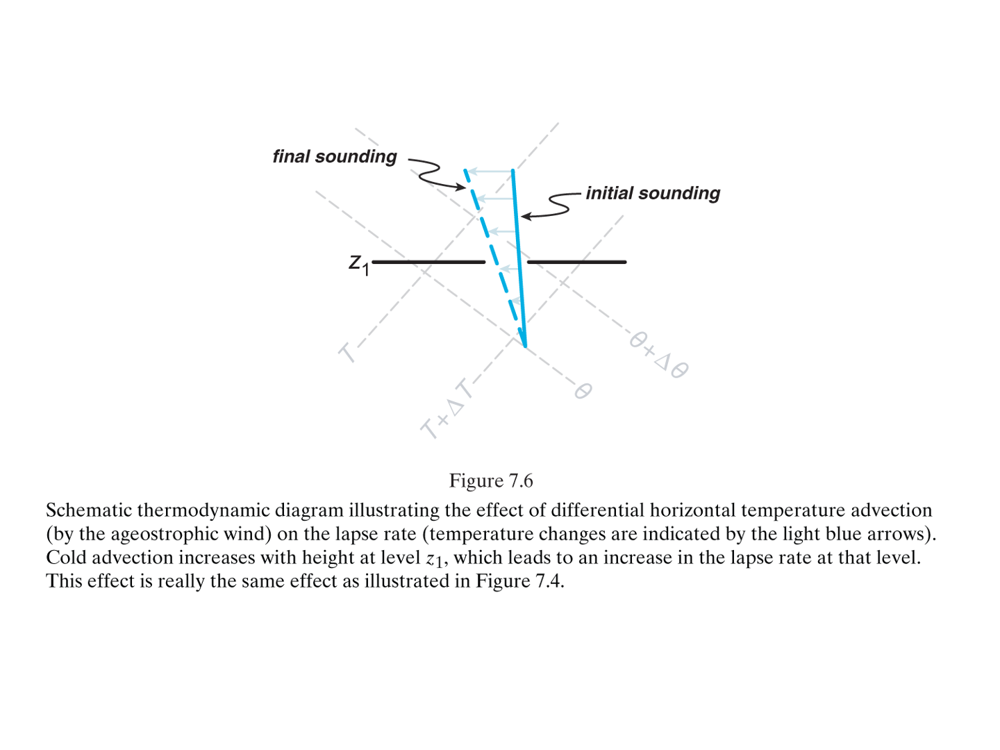 final sounding
initial sounding
z1
T
T+ΔT
θ
θ+Δθ
Figure 7.6
Schematic thermodynamic diagram illustrating the effect of differential horizontal temperature advection
(by the ageostrophic wind) on the lapse rate (temperature changes are indicated by the light blue arrows).
Cold advection increases with height at level z1, which leads to an increase in the lapse rate at that level.
This effect is really the same effect as illustrated in Figure 7.4.